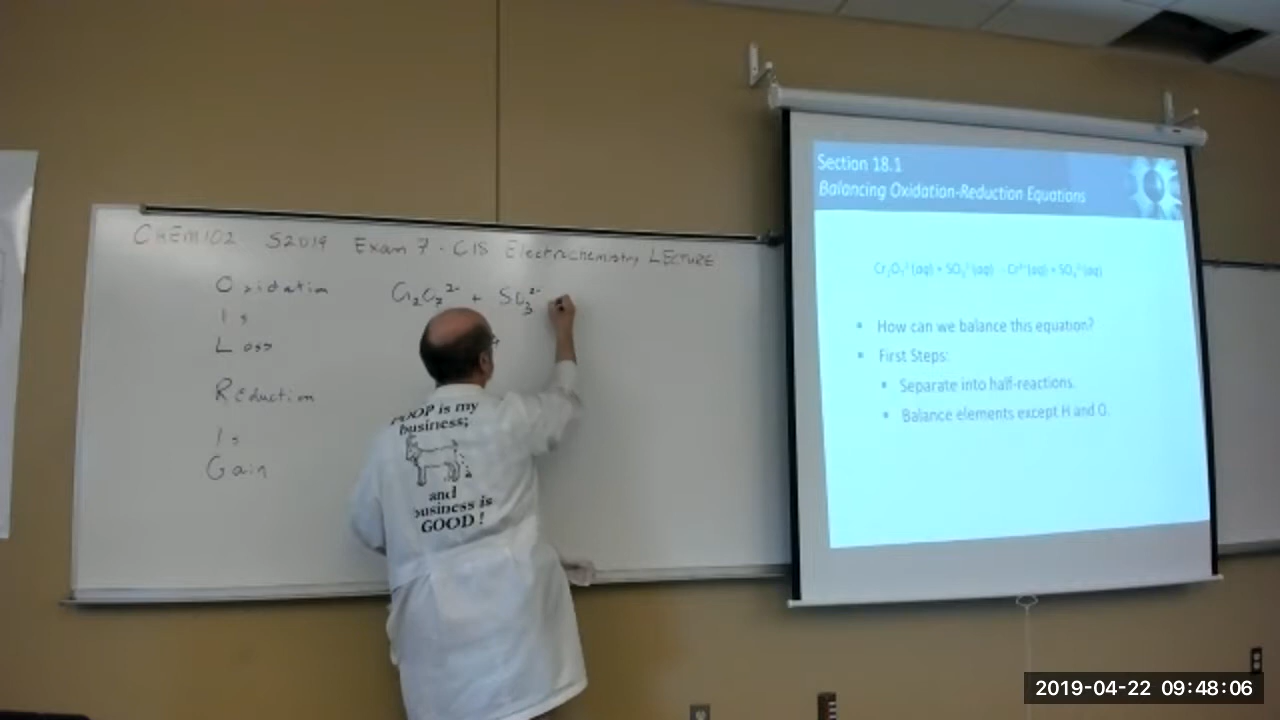 CHEM102 S2019 Exam 7 - C18 Electrochemistry LECTURE
Oxidation
Is
Loss
Reduction
Is
Gain
Cr₂O₇²⁻ + SO₃²⁻
POOP is my
business;
and
business is
GOOD!
Section 18.1
Balancing Oxidation-Reduction Equations
Cr₂O₇²⁻(aq) + SO₃²⁻(aq) Cr³⁺(aq) + SO₄²⁻(aq)
• How can we balance this equation?
• First Steps:
▪ Separate into half-reactions.
▪ Balance elements except H and O.
2019-04-22 09:48:06